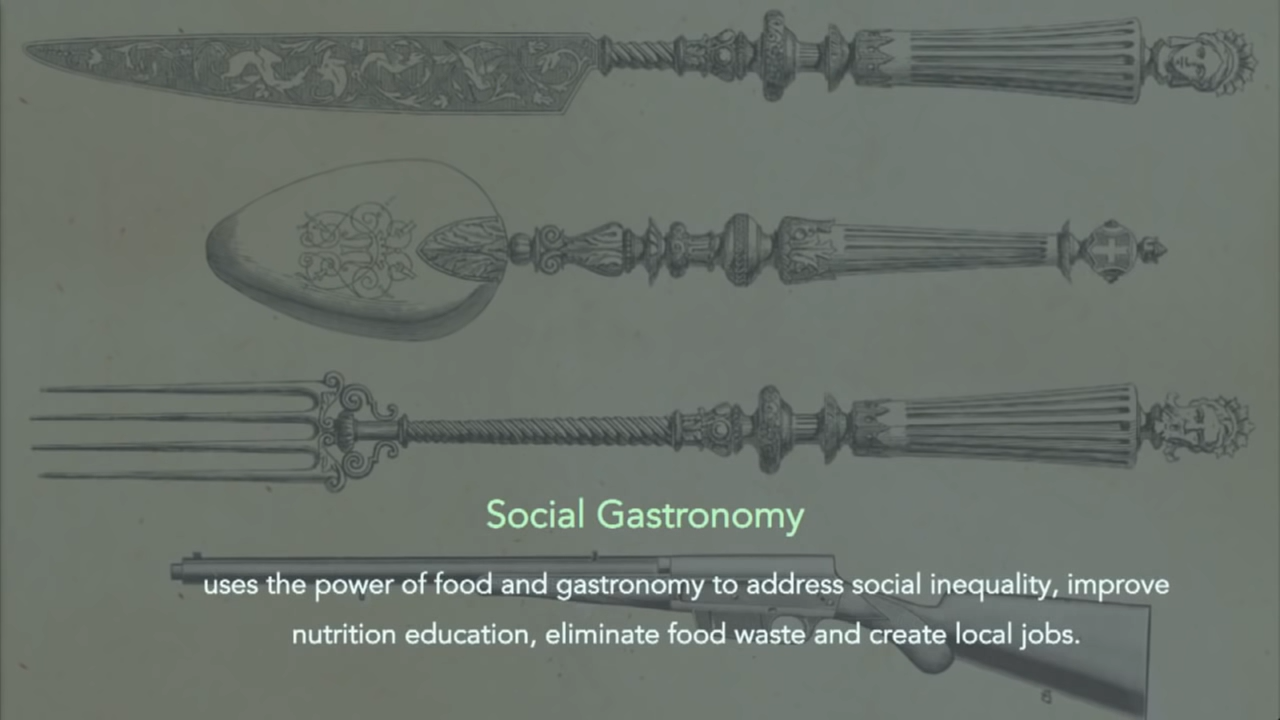 Social Gastronomy
uses the power of food and gastronomy to address social inequality, improve
nutrition education, eliminate food waste and create local jobs.